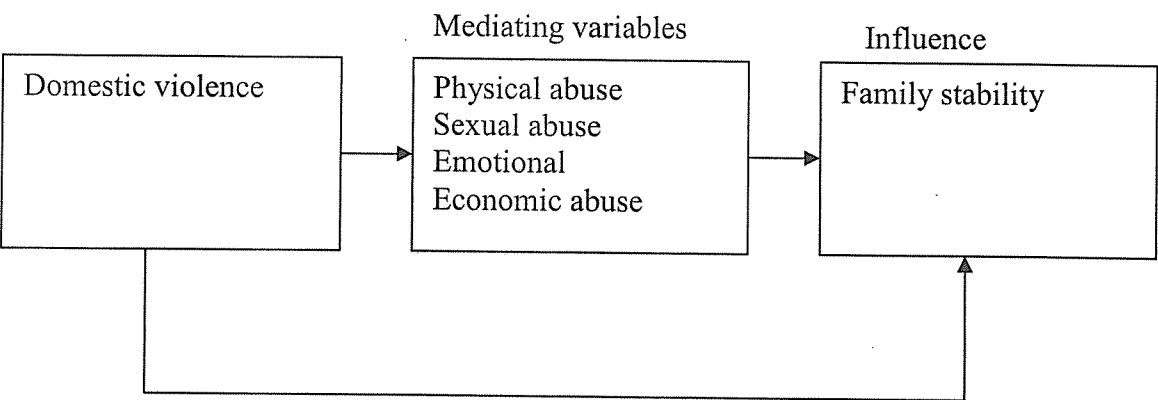 Mediating variables
Influence
Domestic violence
Physical abuse
Sexual abuse
Emotional
Economic abuse
Family stability